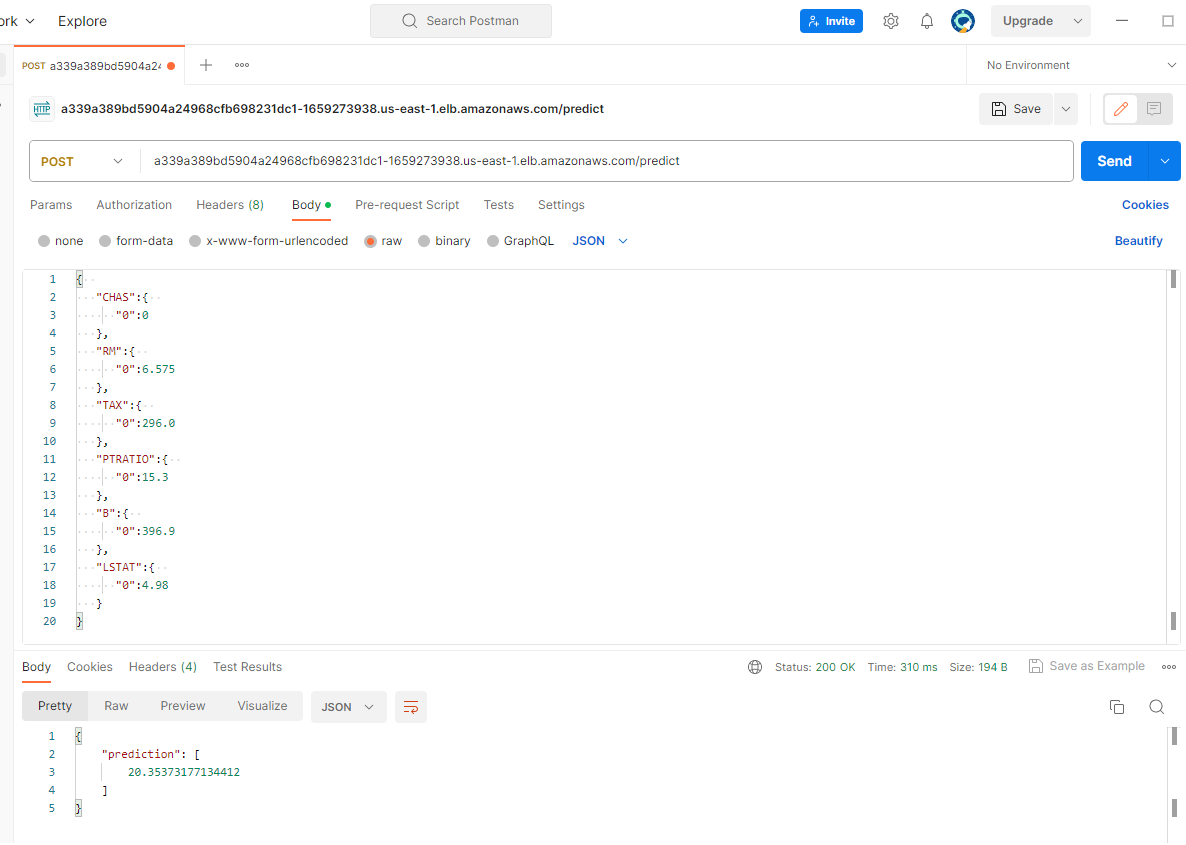 ork Explore Search Postman Invite Upgrade
POST a339a389bd5904a24 No Environment
HTTP a339a389bd5904a24968cfb698231dc1-1659273938.us-east-1.elb.amazonaws.com/predict Save
POST a339a389bd5904a24968cfb698231dc1-1659273938.us-east-1.elb.amazonaws.com/predict Send
Params Authorization Headers (8) Body Pre-request Script Tests Settings Cookies
none form-data x-www-form-urlencoded raw binary GraphQL JSON Beautify
1 {
2 "CHAS":{
3 "0":0
4 },
5 "RM":{
6 "0":6.575
7 },
8 "TAX":{
9 "0":296.0
10 },
11 "PTRATIO":{
12 "0":15.3
13 },
14 "B":{
15 "0":396.9
16 },
17 "LSTAT":{
18 "0":4.98
19 }
20 }
Body Cookies Headers (4) Test Results Status: 200 OK Time: 310 ms Size: 194 B Save as Example
Pretty Raw Preview Visualize JSON
1 {
2 "prediction": [
3 20.35373177134412
4 ]
5 }